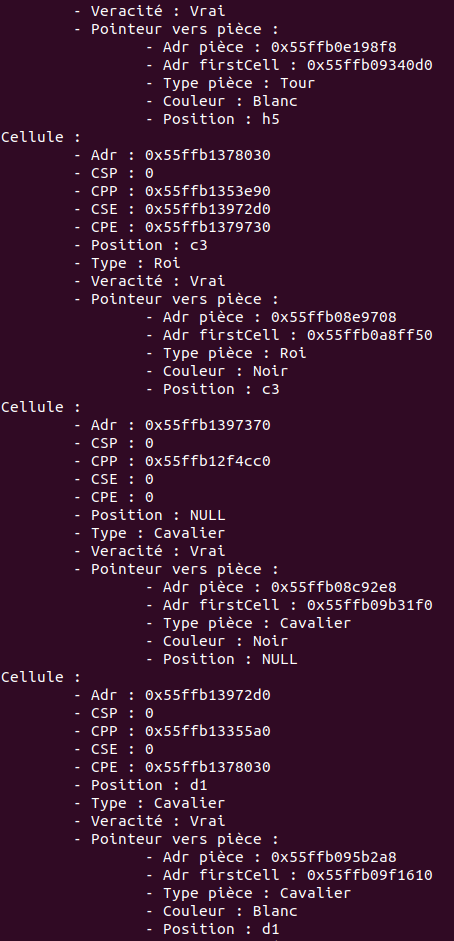 - Veracité : Vrai
- Pointeur vers pièce :
- Adr pièce : 0x55ffb0e198f8
- Adr firstCell : 0x55ffb09340d0
- Type pièce : Tour
- Couleur : Blanc
- Position : h5
Cellule :
- Adr : 0x55ffb1378030
- CSP : 0
- CPP : 0x55ffb1353e90
- CSE : 0x55ffb13972d0
- CPE : 0x55ffb1379730
- Position : c3
- Type : Roi
- Veracité : Vrai
- Pointeur vers pièce :
- Adr pièce : 0x55ffb08e9708
- Adr firstCell : 0x55ffb0a8ff50
- Type pièce : Roi
- Couleur : Noir
- Position : c3
Cellule :
- Adr : 0x55ffb1397370
- CSP : 0
- CPP : 0x55ffb12f4cc0
- CSE : 0
- CPE : 0
- Position : NULL
- Type : Cavalier
- Veracité : Vrai
- Pointeur vers pièce :
- Adr pièce : 0x55ffb08c92e8
- Adr firstCell : 0x55ffb09b31f0
- Type pièce : Cavalier
- Couleur : Noir
- Position : NULL
Cellule :
- Adr : 0x55ffb13972d0
- CSP : 0
- CPP : 0x55ffb13355a0
- CSE : 0
- CPE : 0x55ffb1378030
- Position : d1
- Type : Cavalier
- Veracité : Vrai
- Pointeur vers pièce :
- Adr pièce : 0x55ffb095b2a8
- Adr firstCell : 0x55ffb09f1610
- Type pièce : Cavalier
- Couleur : Blanc
- Position : d1